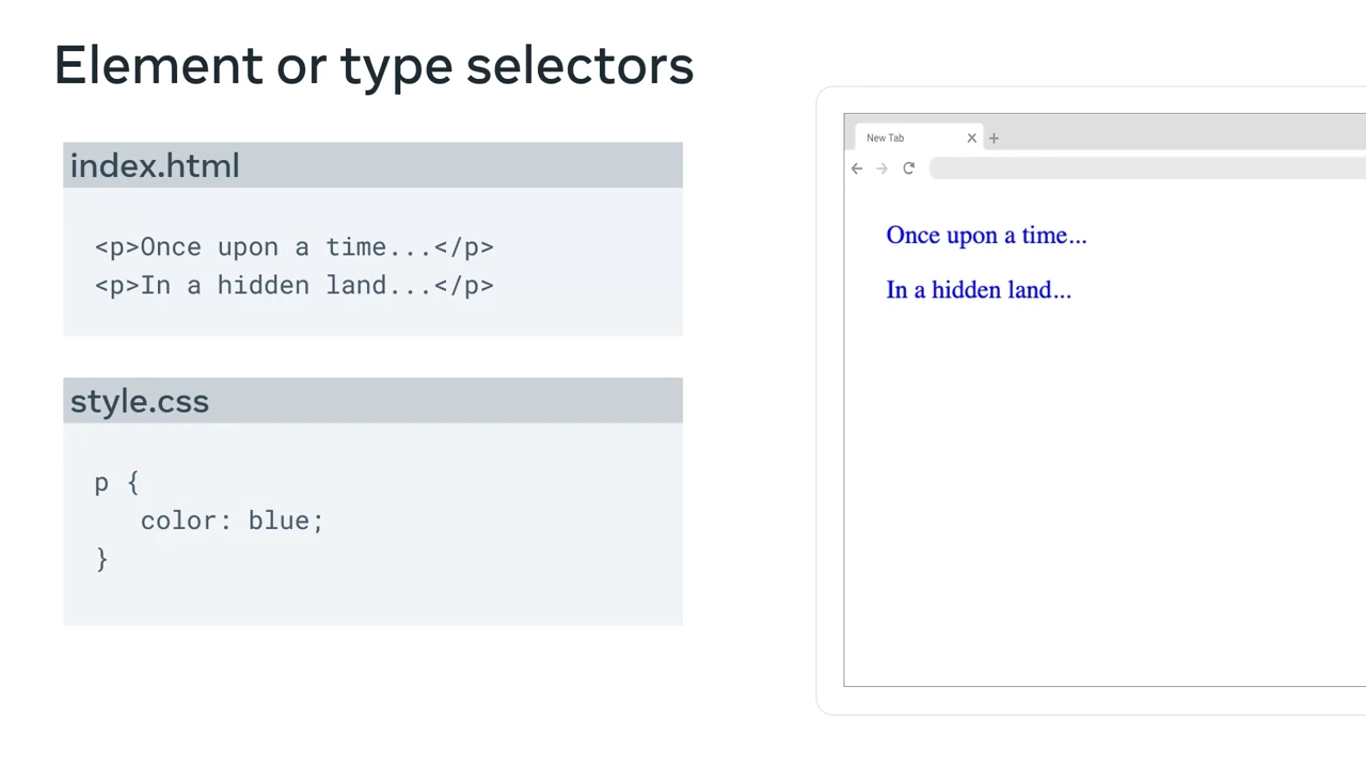 Element or type selectors
index.html
<p>Once upon a time...</p>
<p>In a hidden land...</p>
style.css
p {
   color: blue;
}
New Tab
Once upon a time...
In a hidden land...